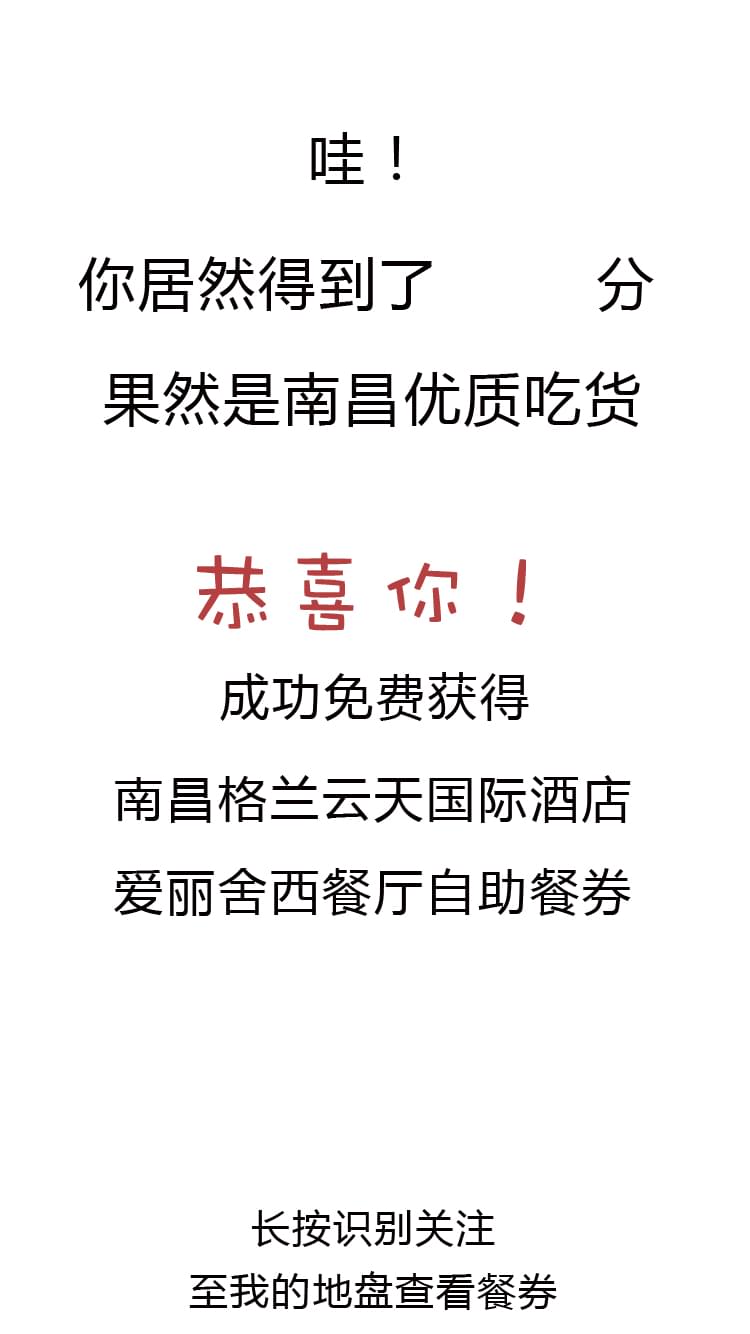 哇！
你居然得到了 分
果然是南昌优质吃货
恭喜你！
成功免费获得
南昌格兰云天国际酒店
爱丽舍西餐厅自助餐券
长按识别关注
至我的地盘查看餐券